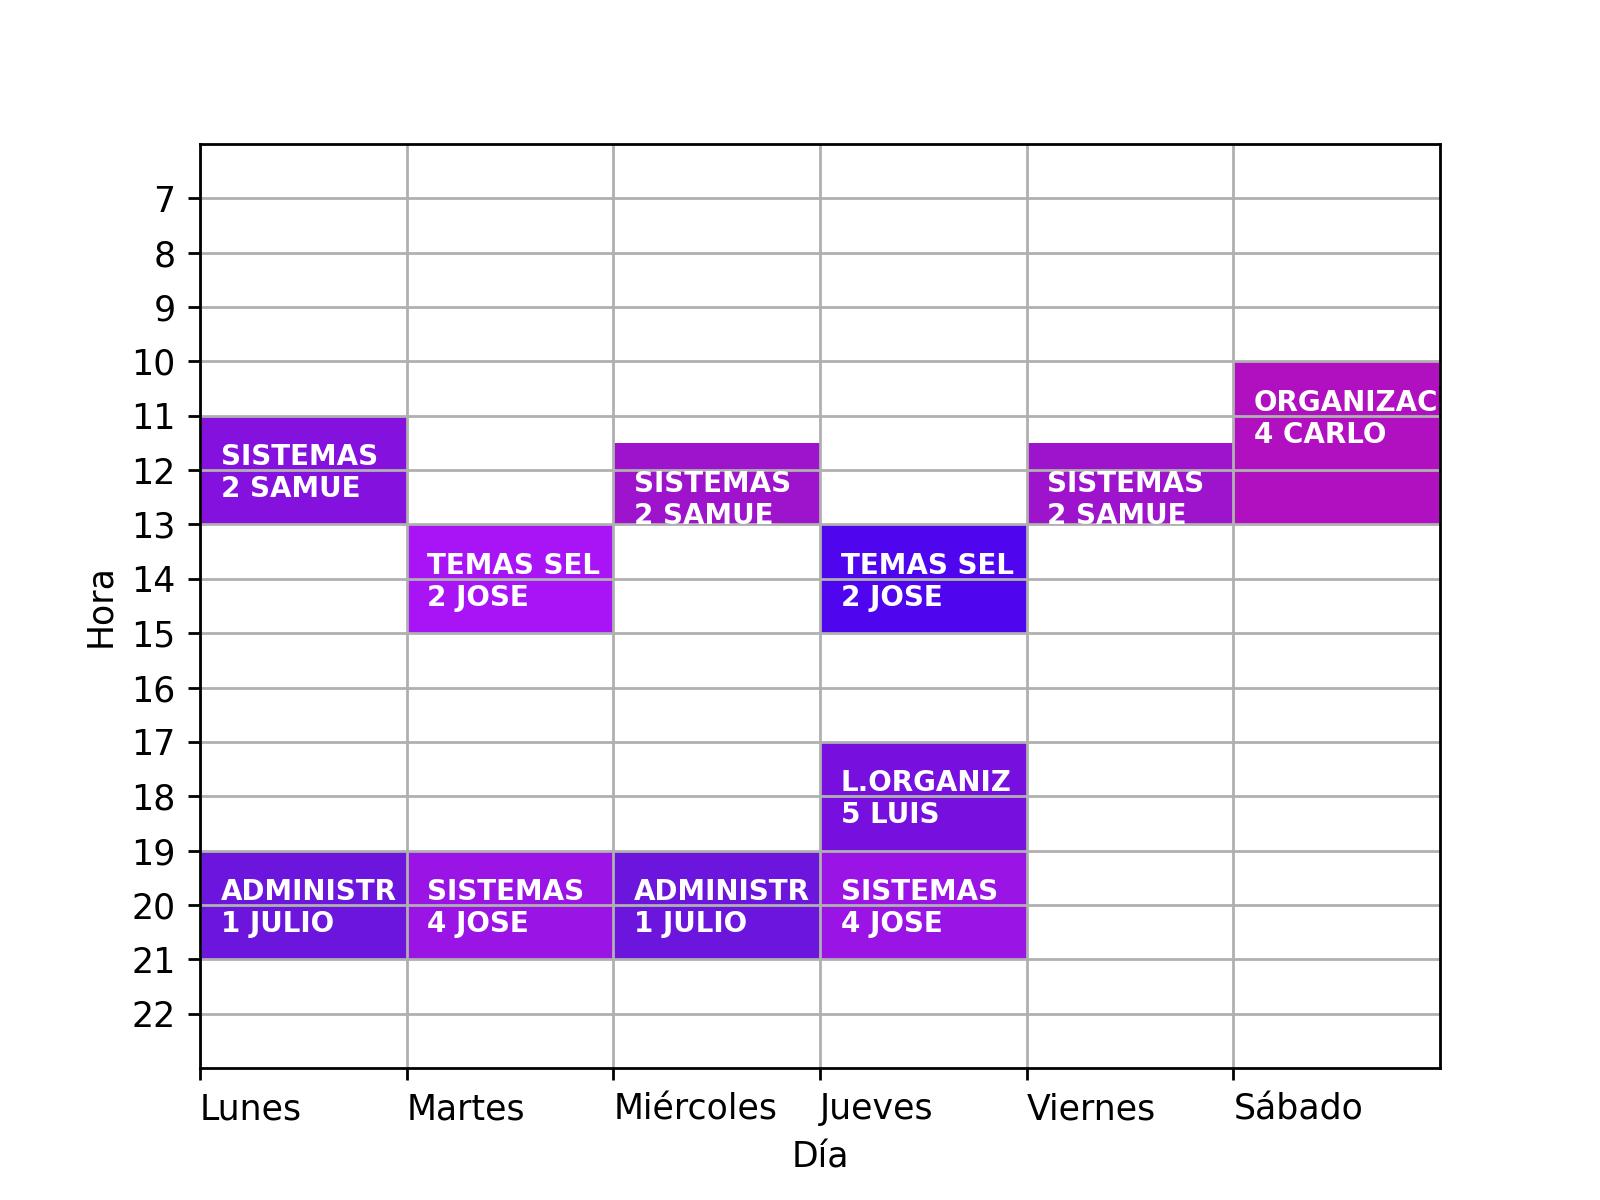 7
8
9
10
11
12
13
14
15
16
17
18
19
20
21
22
Hora
ORGANIZAC
4 CARLO
SISTEMAS
2 SAMUE
SISTEMAS
2 SAMUE
SISTEMAS
2 SAMUE
TEMAS SEL
2 JOSE
TEMAS SEL
2 JOSE
L.ORGANIZ
5 LUIS
ADMINISTR
1 JULIO
SISTEMAS
4 JOSE
ADMINISTR
1 JULIO
SISTEMAS
4 JOSE
Lunes
Martes
Miércoles
Jueves
Viernes
Sábado
Día